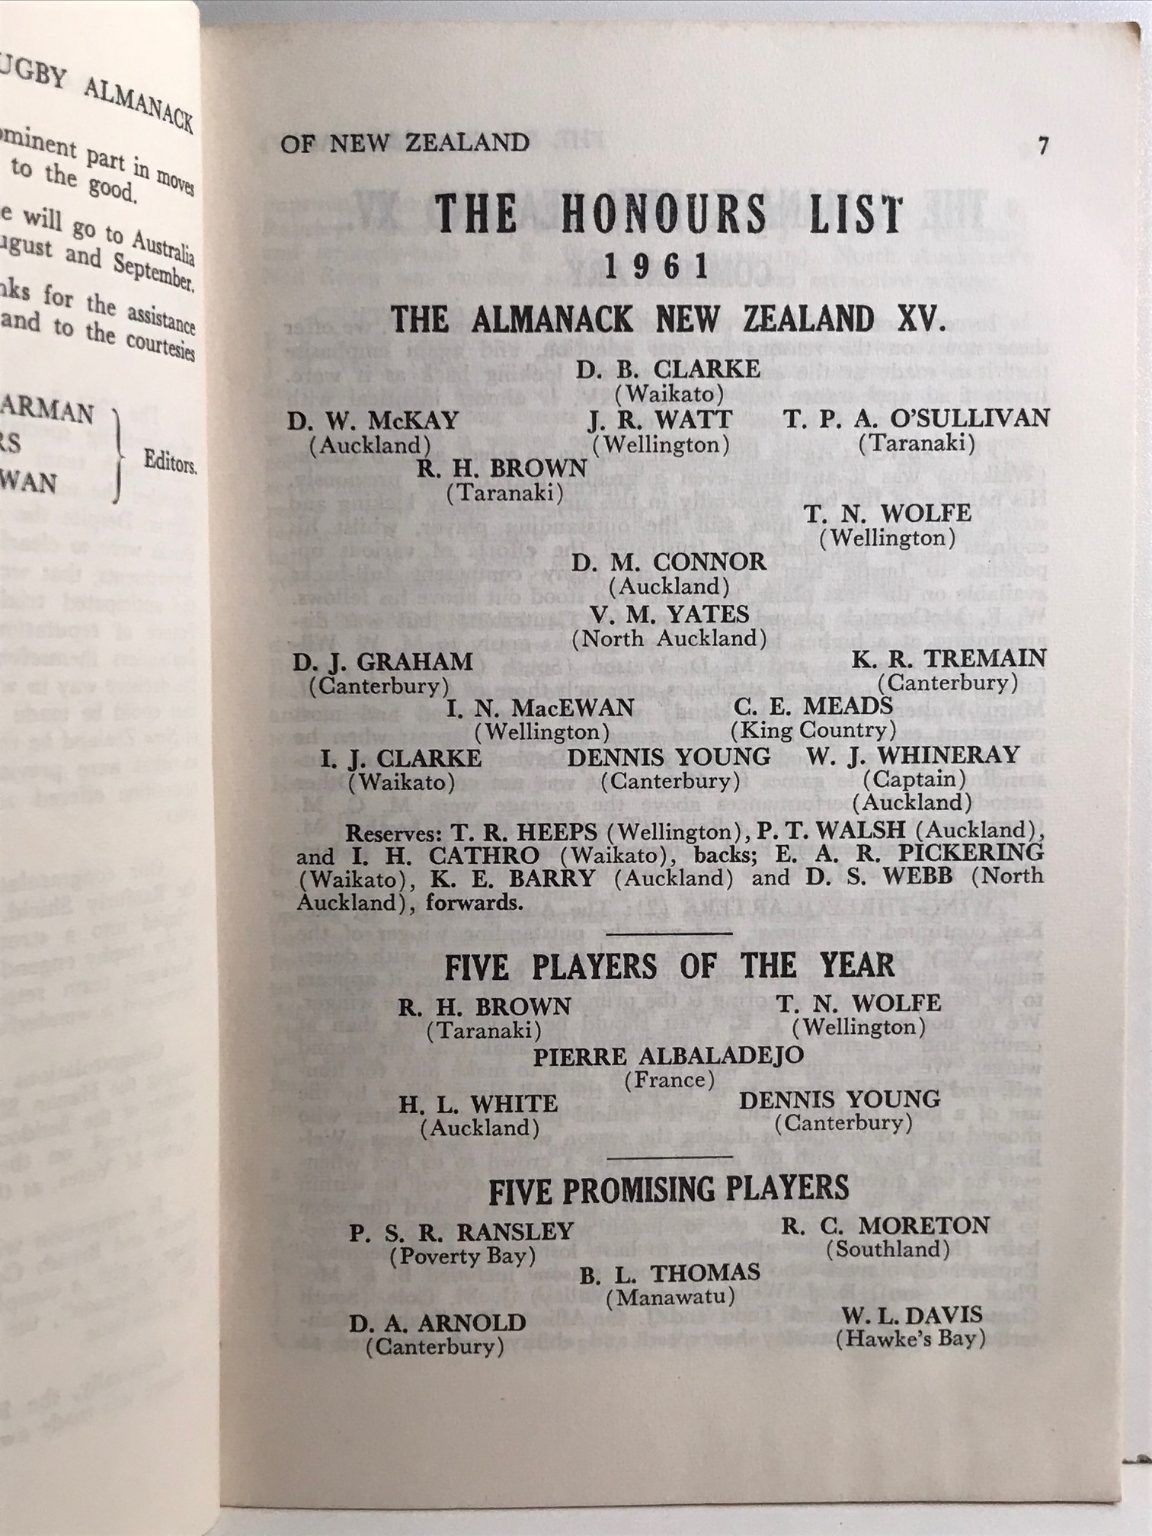 UGBY ALMANACK
ominent part in moves
to the good.
e will go to Australia
ugust and September.
nks for the assistance
and to the courtesies
ARMAN
RS
WAN
Editors.
OF NEW ZEALAND 7
THE HONOURS LIST
1961
THE ALMANACK NEW ZEALAND XV.
D. B. CLARKE
(Waikato)
D. W. McKAY J. R. WATT T. P. A. O'SULLIVAN
(Auckland) (Wellington) (Taranaki)
R. H. BROWN
(Taranaki)
T. N. WOLFE
(Wellington)
D. M. CONNOR
(Auckland)
V. M. YATES
(North Auckland)
D. J. GRAHAM K. R. TREMAIN
(Canterbury) (Canterbury)
I. N. MacEWAN C. E. MEADS
(Wellington) (King Country)
I. J. CLARKE DENNIS YOUNG W. J. WHINERAY
(Waikato) (Canterbury) (Captain)
(Auckland)
Reserves: T. R. HEEPS (Wellington), P. T. WALSH (Auckland),
and I. H. CATHRO (Waikato), backs; E. A. R. PICKERING
(Waikato), K. E. BARRY (Auckland) and D. S. WEBB (North
Auckland), forwards.
FIVE PLAYERS OF THE YEAR
R. H. BROWN T. N. WOLFE
(Taranaki) (Wellington)
PIERRE ALBALADEJO
(France)
H. L. WHITE DENNIS YOUNG
(Auckland) (Canterbury)
FIVE PROMISING PLAYERS
P. S. R. RANSLEY R. C. MORETON
(Poverty Bay) (Southland)
B. L. THOMAS
(Manawatu)
D. A. ARNOLD W. L. DAVIS
(Canterbury) (Hawke's Bay)